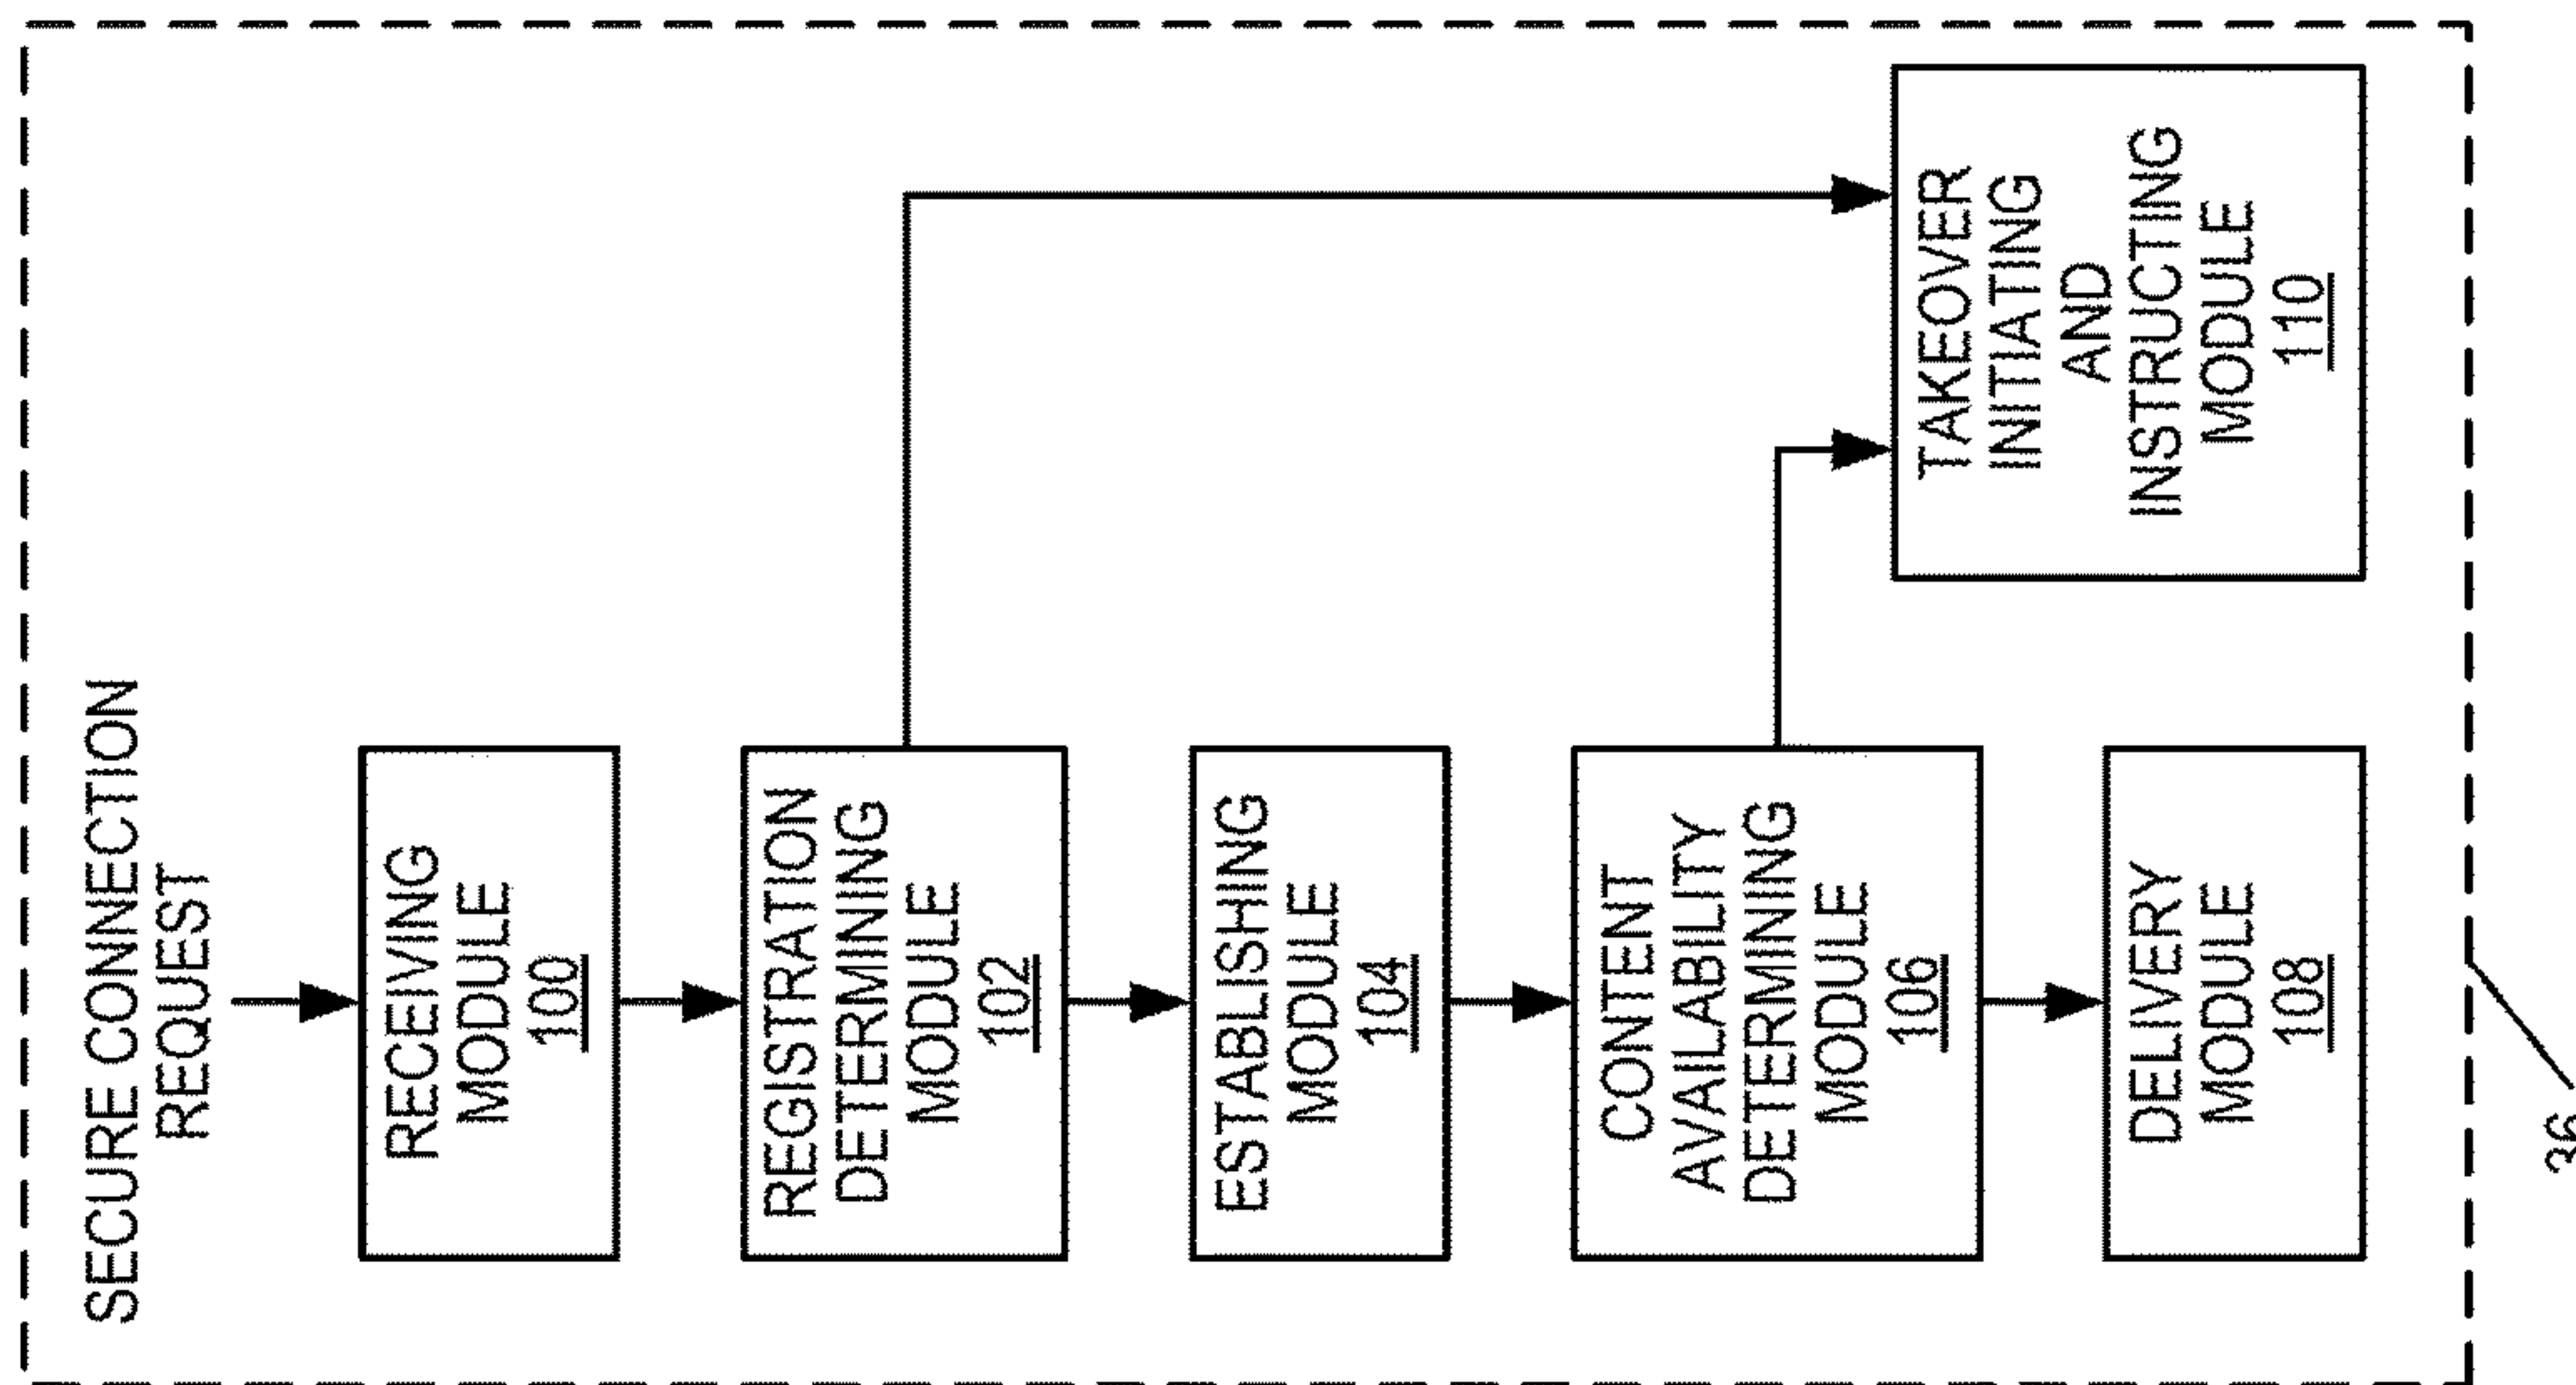 SECURE CONNECTION
REQUEST
RECEIVING
MODULE
100
REGISTRATION
DETERMINING
MODULE
102
ESTABLISHING
MODULE
104
CONTENT
AVAILABILITY
DETERMINING
MODULE
106
DELIVERY
MODULE
108
TAKEOVER
INITIATING
AND
INSTRUCTING
MODULE
110
36